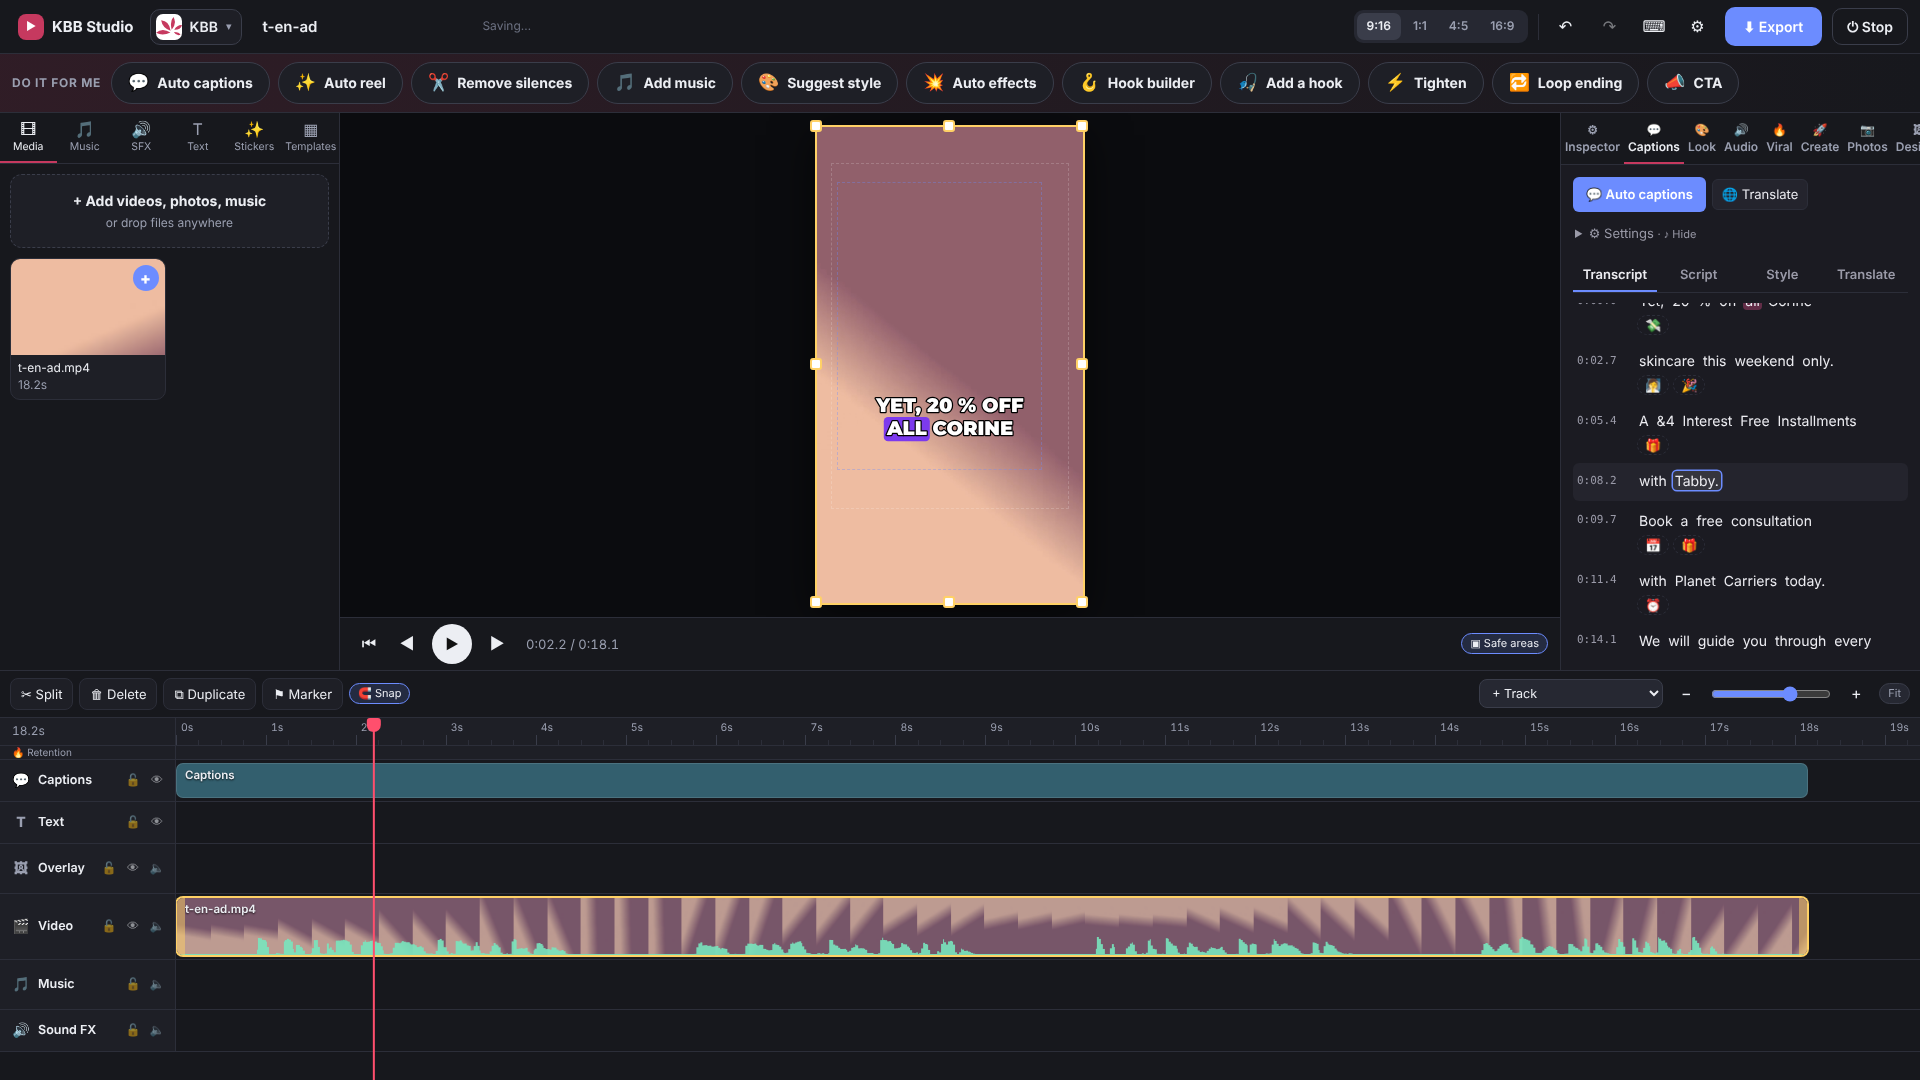 KBB Studio
KBB
t-en-ad
Saving...
9:16 1:1 4:5 16:9
Export
Stop
DO IT FOR ME
Auto captions
Auto reel
Remove silences
Add music
Suggest style
Auto effects
Hook builder
Add a hook
Tighten
Loop ending
CTA
Media Music SFX Text Stickers Templates
+ Add videos, photos, music
or drop files anywhere
t-en-ad.mp4
18.2s
YET, 20 % OFF
ALL CORINE
0:02.2 / 0:18.1
Safe areas
Inspector Captions Look Audio Viral Create Photos
Auto captions
Translate
Settings · ♪ Hide
Transcript Script Style Translate
Yet, 20 % off all Corine
0:02.7 skincare this weekend only.
0:05.4 A &4 Interest Free Installments
0:08.2 with Tabby.
0:09.7 Book a free consultation
0:11.4 with Planet Carriers today.
0:14.1 We will guide you through every
Split
Delete
Duplicate
Marker
Snap
+ Track
Fit
18.2s
0s 1s 3s 4s 5s 6s 7s 8s 9s 10s 11s 12s 13s 14s 15s 16s 17s 18s 19s
Retention
Captions
Captions
Text
Overlay
Video
t-en-ad.mp4
Music
Sound FX